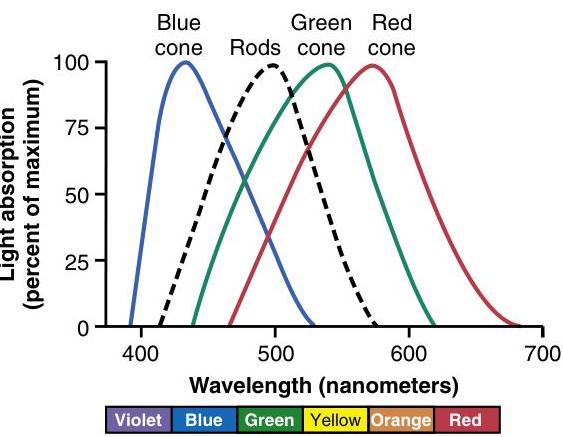 Blue
cone
Rods
Green
cone
Red
cone
Light absorption
(percent of maximum)
100
75
50
25
0
400
500
600
700
Wavelength (nanometers)
Violet
Blue
Green
Yellow
Orange
Red